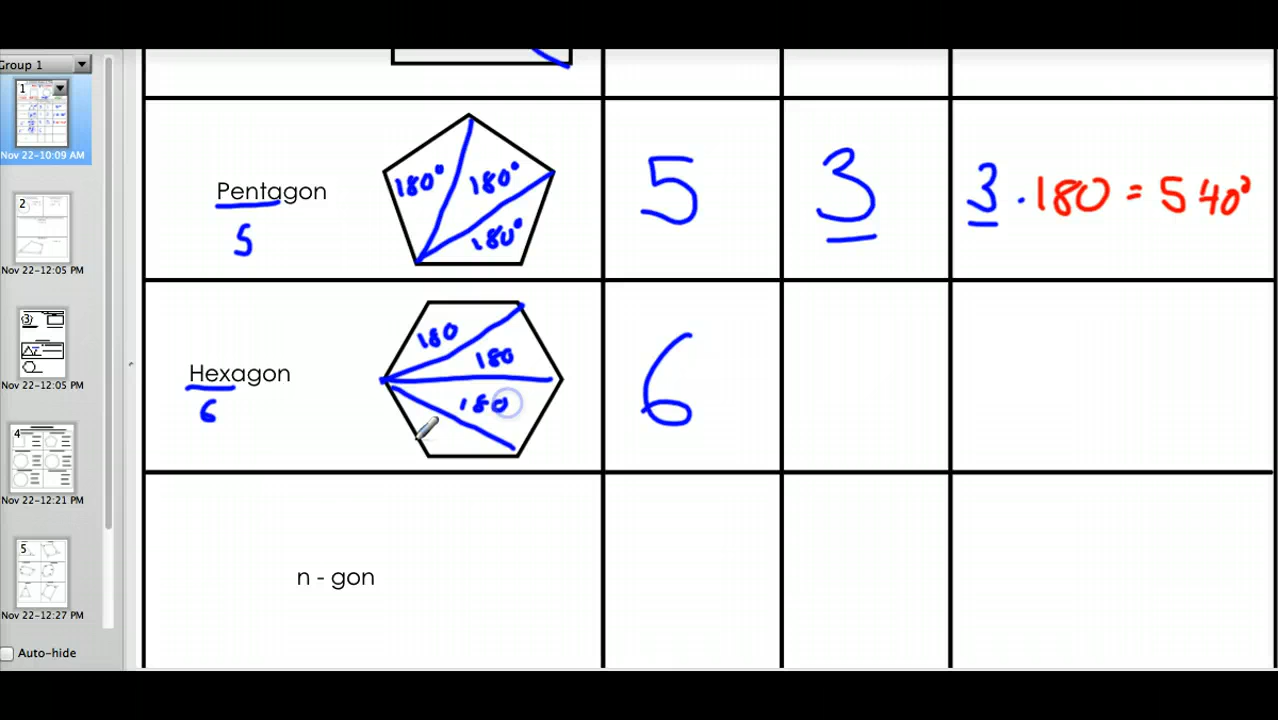 Group 1
1
Nov 22-10:09 AM
2
Nov 22-12:05 PM
3
Nov 22-12:05 PM
4
Nov 22-12:21 PM
5
Nov 22-12:27 PM
Auto-hide
Pentagon
5
180°
180°
180°
5
3
3 · 180 = 540°
Hexagon
6
180
180
180
6
n - gon